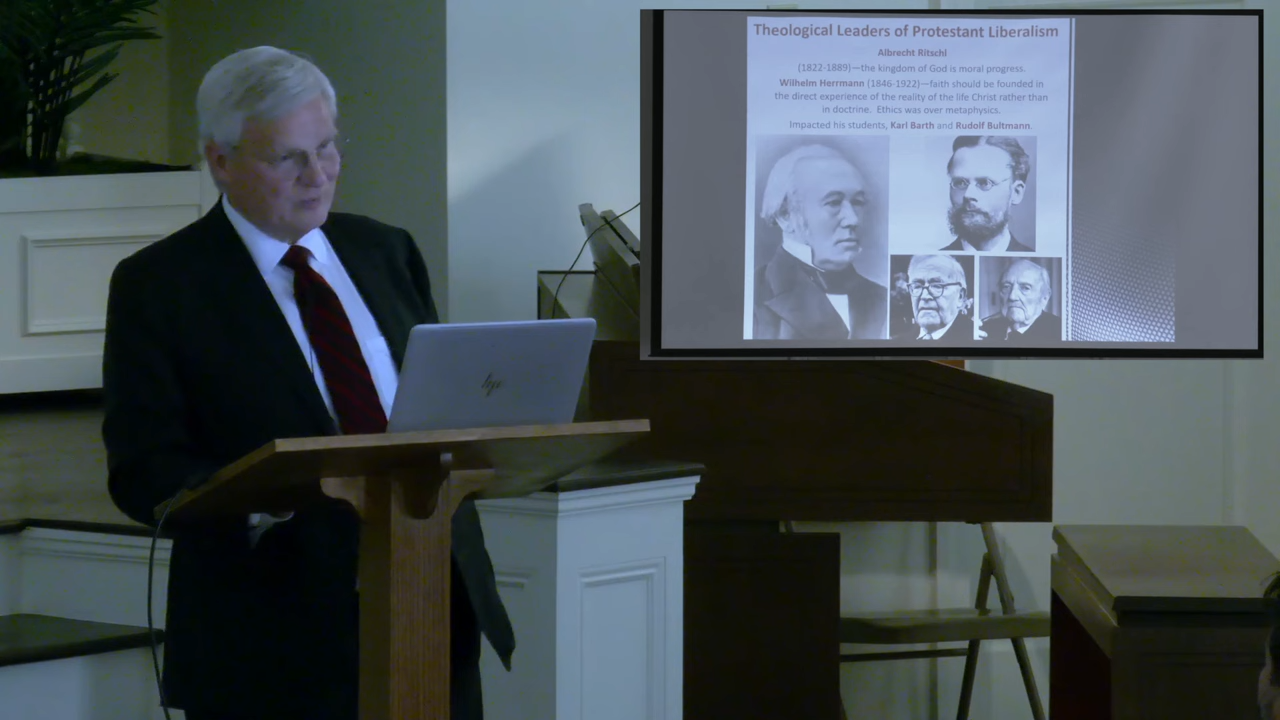 Theological Leaders of Protestant Liberalism
Albrecht Ritschl
(1822-1889)—the kingdom of God is moral progress.
Wilhelm Herrmann (1846-1922)—faith should be founded in
the direct experience of the reality of the life Christ rather than
in doctrine. Ethics was over metaphysics.
Impacted his students, Karl Barth and Rudolf Bultmann.
hp